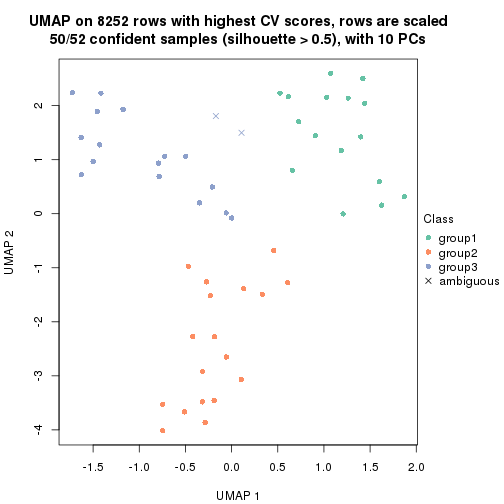 UMAP on 8252 rows with highest CV scores, rows are scaled
50/52 confident samples (silhouette > 0.5), with 10 PCs
2
1
0
-1
-2
-3
-4
UMAP 2
-1.5 -1.0 -0.5 0.0 0.5 1.0 1.5 2.0
UMAP 1
Class
group1
group2
group3
ambiguous